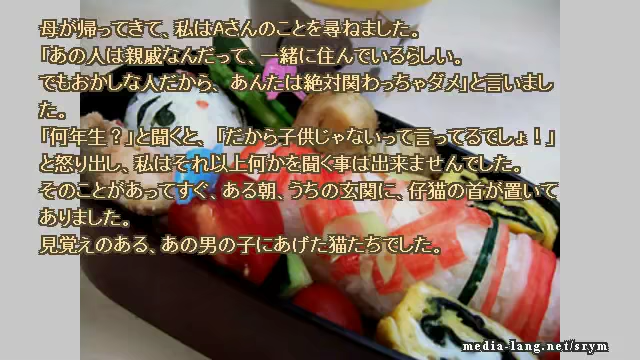 母が帰ってきて、私はAさんのことを尋ねました。
「あの人は親戚なんだって、一緒に住んでいるらしい。
でもおかしな人だから、あんたは絶対関わっちゃダメ」と言いまし
た。
「何年生？」と聞くと、「だから子供じゃないって言ってるでしょ！」
と怒り出し、私はそれ以上何かを聞く事は出来ませんでした。
そのことがあってすぐ、ある朝、うちの玄関に、仔猫の首が置いて
ありました。
見覚えのある、あの男の子にあげた猫たちでした。
media-lang.net/srym